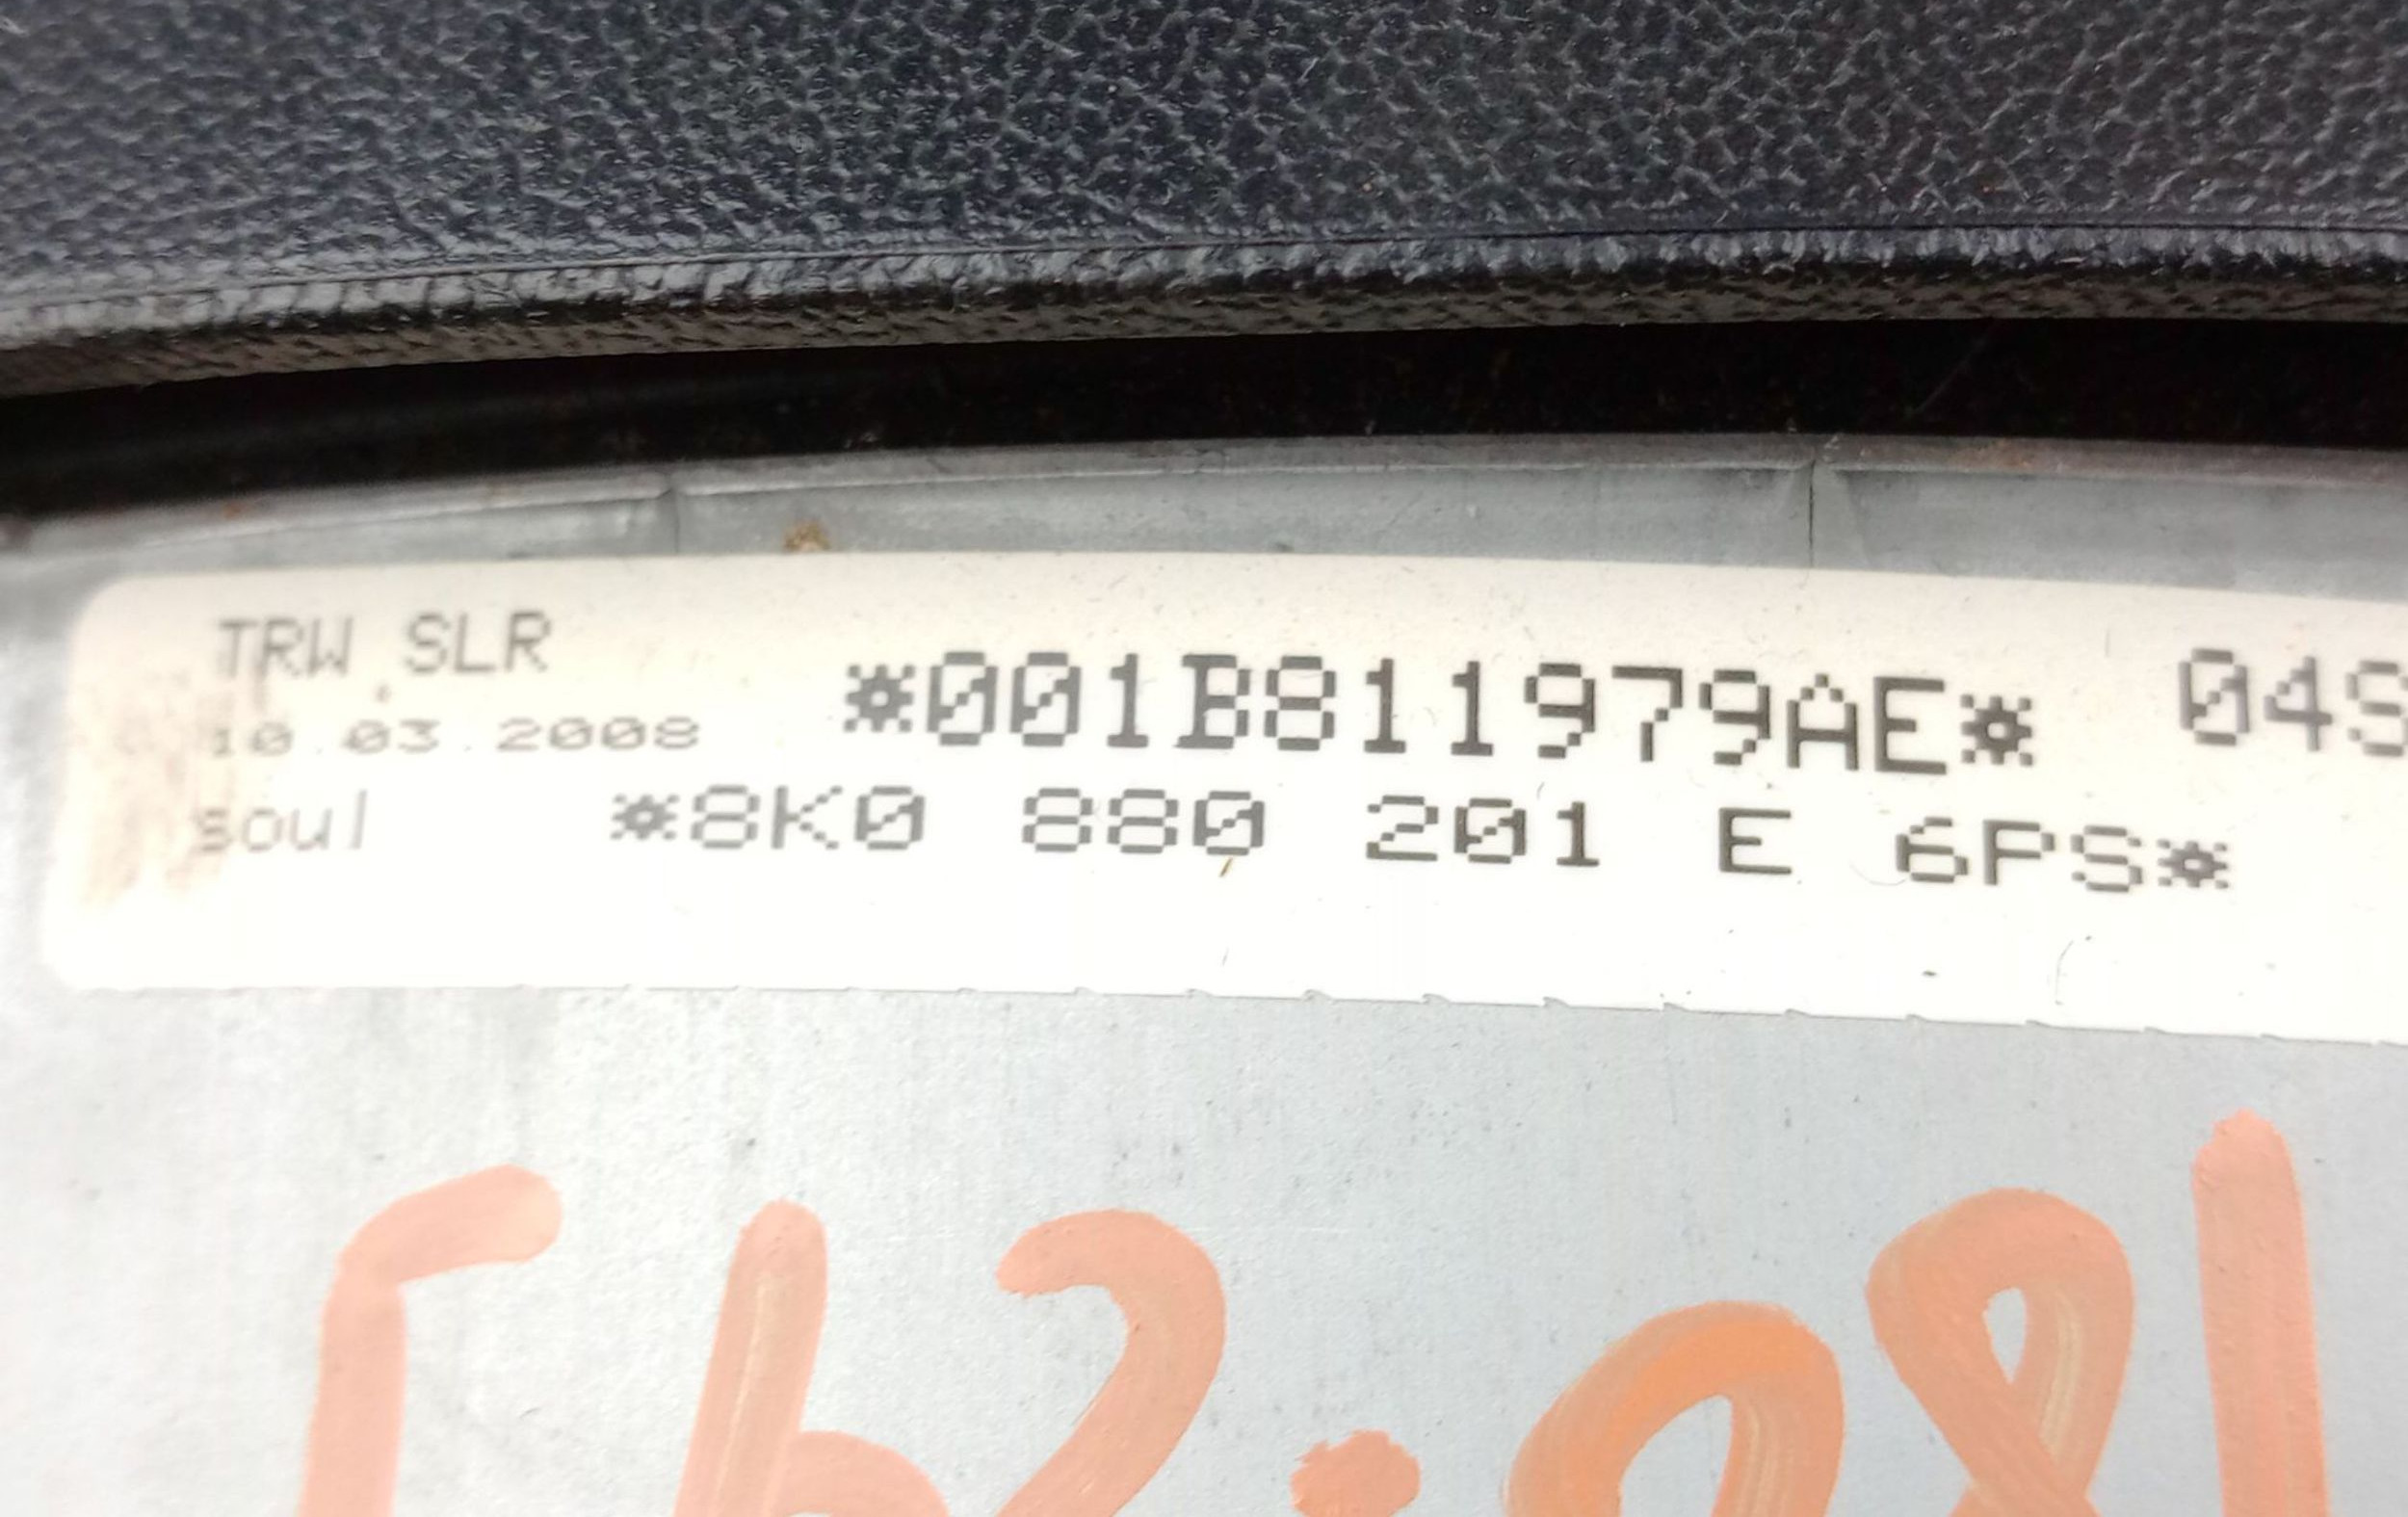 TRW SLR
*001B811979AE* 04S
10.03.2008
soul *8K0 880 201 E 6PS*